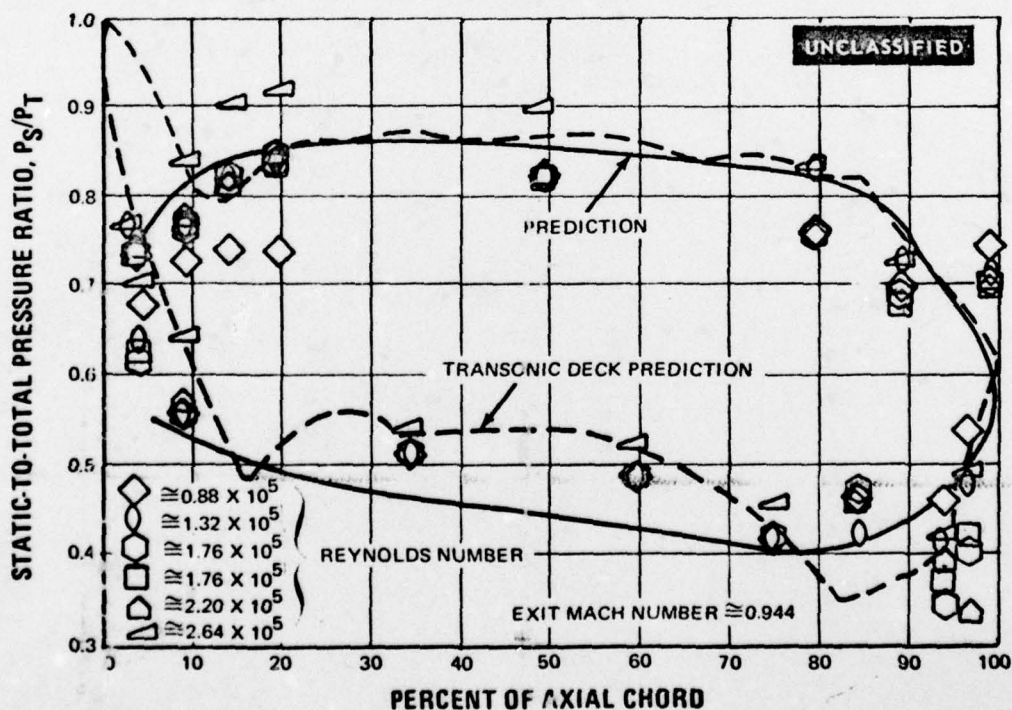 UNCLASSIFIED
STATIC-TO-TOTAL PRESSURE RATIO, PS/PT
1.0
0.9
0.8
0.7
0.6
0.5
0.4
0.3
PREDICTION
TRANSONIC DECK PREDICTION
≅0.88 X 10⁵
≅1.32 X 10⁵
≅1.76 X 10⁵
≅1.76 X 10⁵
≅2.20 X 10⁵
≅2.64 X 10⁵
REYNOLDS NUMBER
EXIT MACH NUMBER ≅0.944
0 10 20 30 40 50 60 70 80 90 100
PERCENT OF AXIAL CHORD